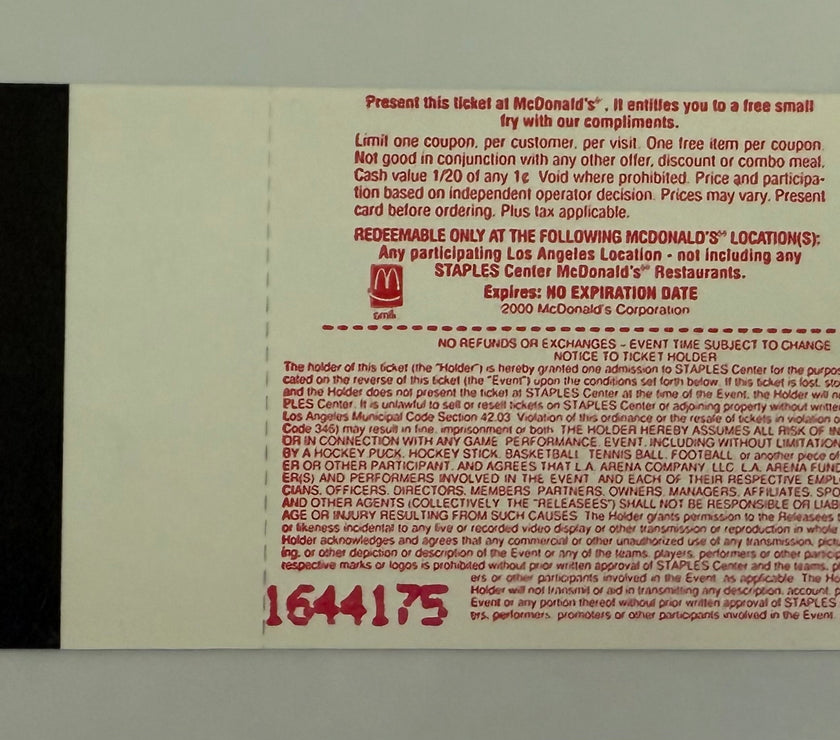 Present this ticket at McDonald's℠. It entitles you to a free small
fry with our compliments.
Limit one coupon, per customer, per visit. One free item per coupon.
Not good in conjunction with any other offer, discount or combo meal.
Cash value 1/20 of any 1¢ Void where prohibited. Price and participa-
tion based on independent operator decision. Prices may vary. Present
card before ordering. Plus tax applicable.
REDEEMABLE ONLY AT THE FOLLOWING MCDONALD'S℠ LOCATION(S):
Any participating Los Angeles Location - not including any
STAPLES Center McDonald's℠ Restaurants.
Expires: NO EXPIRATION DATE
smile
2000 McDonald's Corporation
NO REFUNDS OR EXCHANGES - EVENT TIME SUBJECT TO CHANGE
NOTICE TO TICKET HOLDER
The holder of this ticket (the "Holder") is hereby granted one admission to STAPLES Center for the purpos
cated on the reverse of this ticket (the "Event") upon the conditions set forth below. If this ticket is lost, sto
and the Holder does not present the ticket at STAPLES Center at the time of the Event, the Holder will n
PLES Center. It is unlawful to sell or resell tickets on STAPLES Center or adjoining property without writte
Los Angeles Municipal Code Section 42.03 Violation of this ordinance or the resale of tickets in violation o
Code 346) may result in fine, imprisonment or both. THE HOLDER HEREBY ASSUMES ALL RISK OF IN
OR IN CONNECTION WITH ANY GAME, PERFORMANCE, EVENT, INCLUDING WITHOUT LIMITATION
BY A HOCKEY PUCK, HOCKEY STICK, BASKETBALL, TENNIS BALL, FOOTBALL, or another piece of
ER OR OTHER PARTICIPANT, AND AGREES THAT L.A. ARENA COMPANY, LLC, L.A. ARENA FUN
ER(S) AND PERFORMERS INVOLVED IN THE EVENT AND EACH OF THEIR RESPECTIVE EMPL
CIANS, OFFICERS, DIRECTORS, MEMBERS, PARTNERS, OWNERS, MANAGERS, AFFILIATES, SP
AND OTHER AGENTS (COLLECTIVELY THE "RELEASEES") SHALL NOT BE RESPONSIBLE OR LIAB
AGE OR INJURY RESULTING FROM SUCH CAUSES. The Holder grants permission to the Releasees t
or likeness incidental to any live or recorded video display or other transmission or reproduction in whole
Holder acknowledges and agrees that any commercial or other unauthorized use of any transmission, pictu
ing, or other depiction or description of the Event or any of the teams, players, performers or other partici
respective marks or logos is prohibited without prior written approval of STAPLES Center and the teams, pl
ers or other participants involved in the Event, as applicable. The Ho
Holder will not transmit or aid in transmitting any description, account, p
Event or any portion thereof without prior written approval of STAPLES
ers, performers, promoters or other participants involved in the Event.
1644175